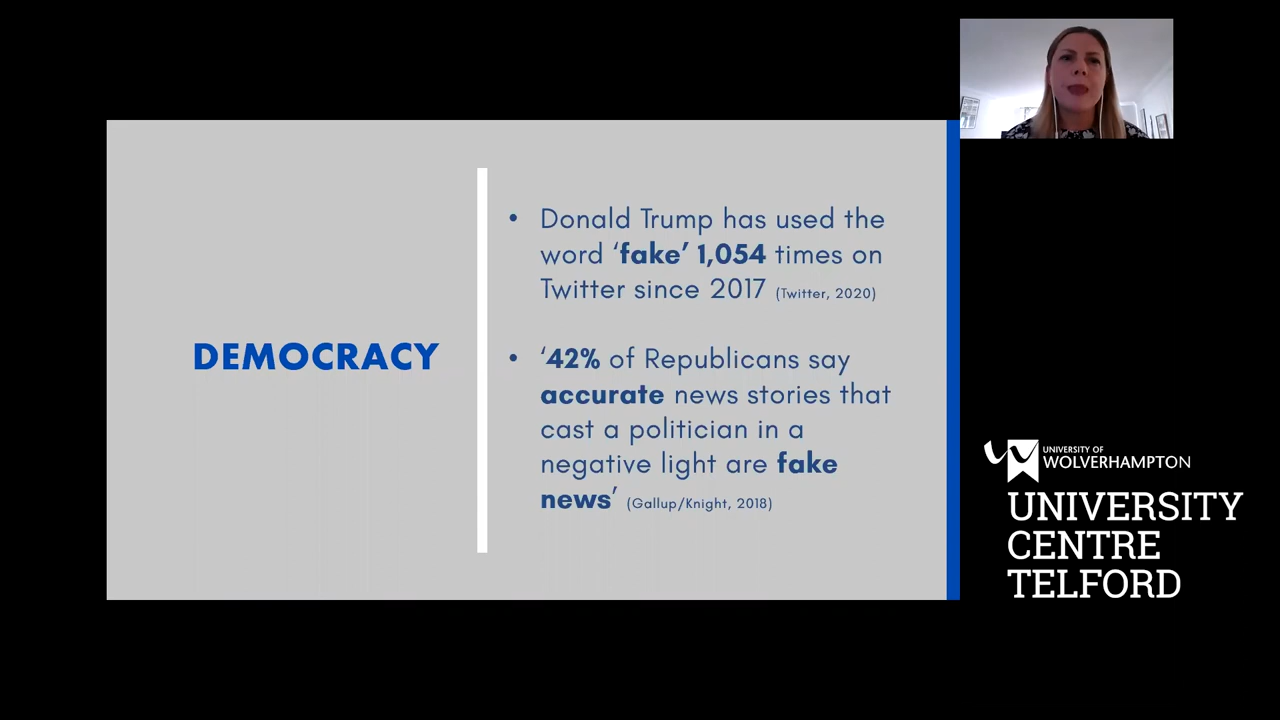 DEMOCRACY
• Donald Trump has used the
word ‘fake’ 1,054 times on
Twitter since 2017 (Twitter, 2020)
• ‘42% of Republicans say
accurate news stories that
cast a politician in a
negative light are fake
news’ (Gallup/Knight, 2018)
UNIVERSITY OF
WOLVERHAMPTON
UNIVERSITY
CENTRE
TELFORD